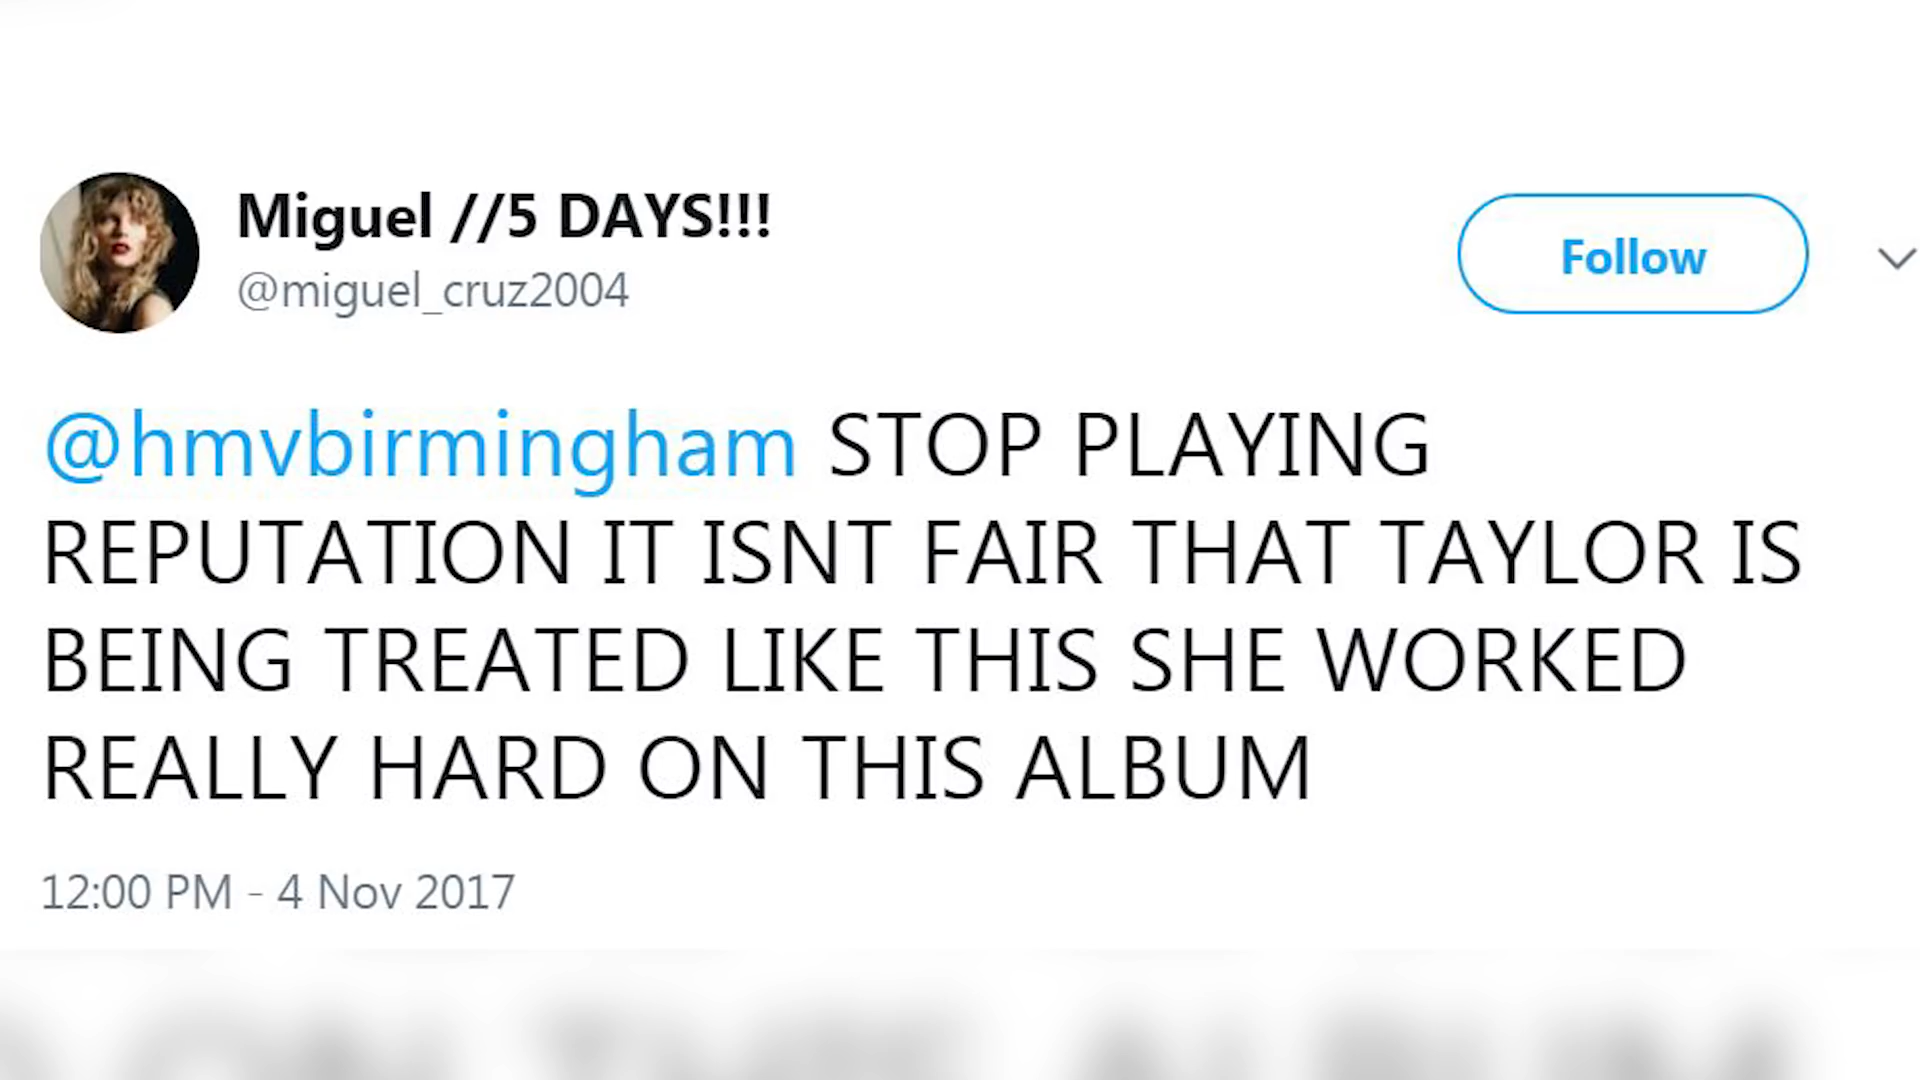 Miguel //5 DAYS!!!
@miguel_cruz2004
Follow
@hmvbirmingham STOP PLAYING
REPUTATION IT ISNT FAIR THAT TAYLOR IS
BEING TREATED LIKE THIS SHE WORKED
REALLY HARD ON THIS ALBUM
12:00 PM - 4 Nov 2017